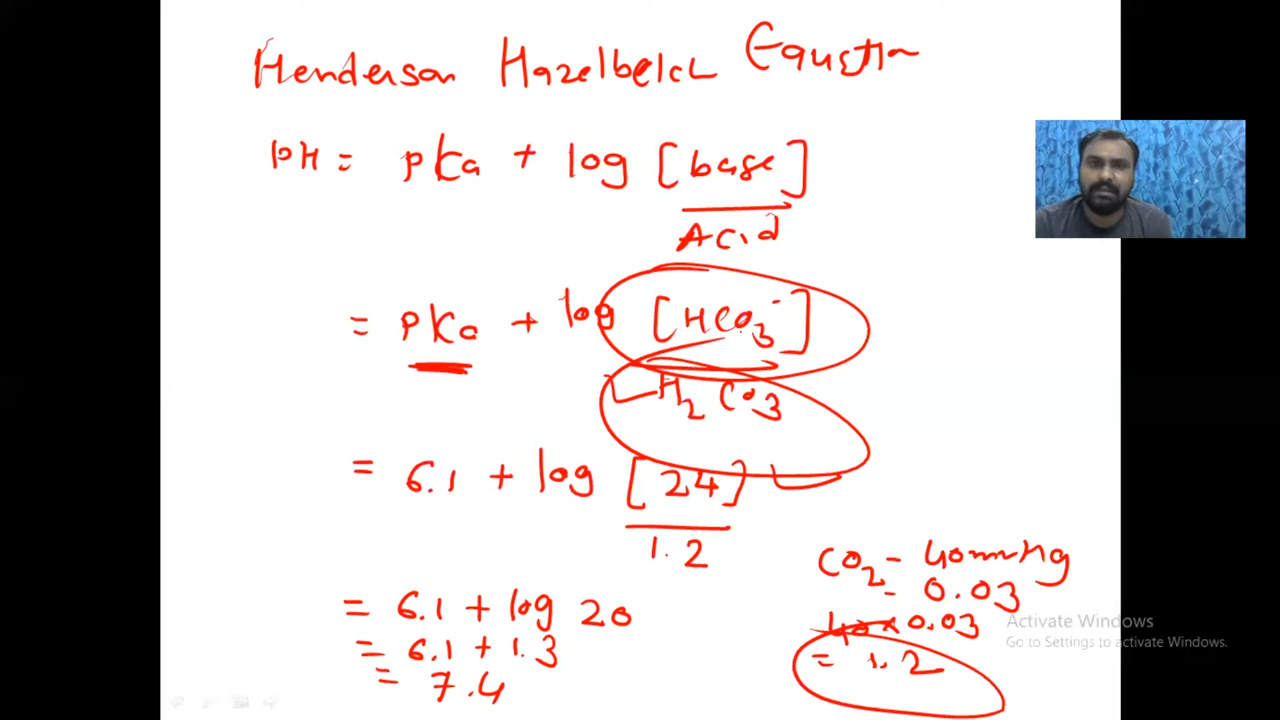 Henderson Hazelbelch Equation
pH = pKa + log [base]
Acid
= pKa + log [HCO3-]
H2CO3
= 6.1 + log [24]
1.2
= 6.1 + log 20
= 6.1 + 1.3
= 7.4
CO2 - 40mmHg
- 0.03
40 x 0.03
= 1.2
Activate Windows
Go to Settings to activate Windows.